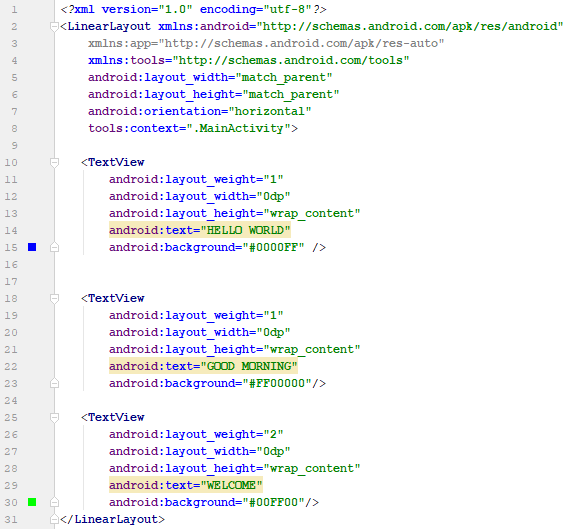 1 <?xml version="1.0" encoding="utf-8"?>
2 <LinearLayout xmlns:android="http://schemas.android.com/apk/res/android"
3 xmlns:app="http://schemas.android.com/apk/res-auto"
4 xmlns:tools="http://schemas.android.com/tools"
5 android:layout_width="match_parent"
6 android:layout_height="match_parent"
7 android:orientation="horizontal"
8 tools:context=".MainActivity">
9
10 <TextView
11 android:layout_weight="1"
12 android:layout_width="0dp"
13 android:layout_height="wrap_content"
14 android:text="HELLO WORLD"
15 android:background="#0000FF" />
16
17
18 <TextView
19 android:layout_weight="1"
20 android:layout_width="0dp"
21 android:layout_height="wrap_content"
22 android:text="GOOD MORNING"
23 android:background="#FF00000"/>
24
25 <TextView
26 android:layout_weight="2"
27 android:layout_width="0dp"
28 android:layout_height="wrap_content"
29 android:text="WELCOME"
30 android:background="#00FF00"/>
31 </LinearLayout>